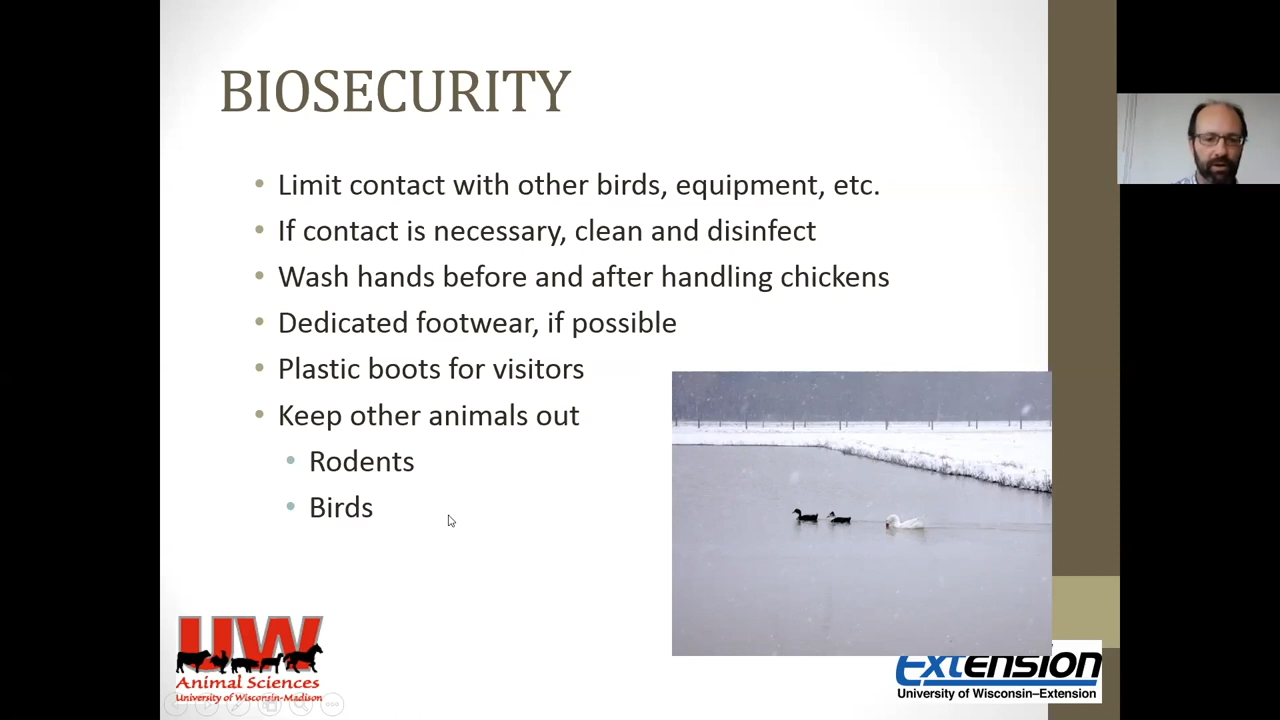 BIOSECURITY
Limit contact with other birds, equipment, etc.
If contact is necessary, clean and disinfect
Wash hands before and after handling chickens
Dedicated footwear, if possible
Plastic boots for visitors
Keep other animals out
Rodents
Birds
UW
Animal Sciences
University of Wisconsin-Madison
Extension
University of Wisconsin–Extension